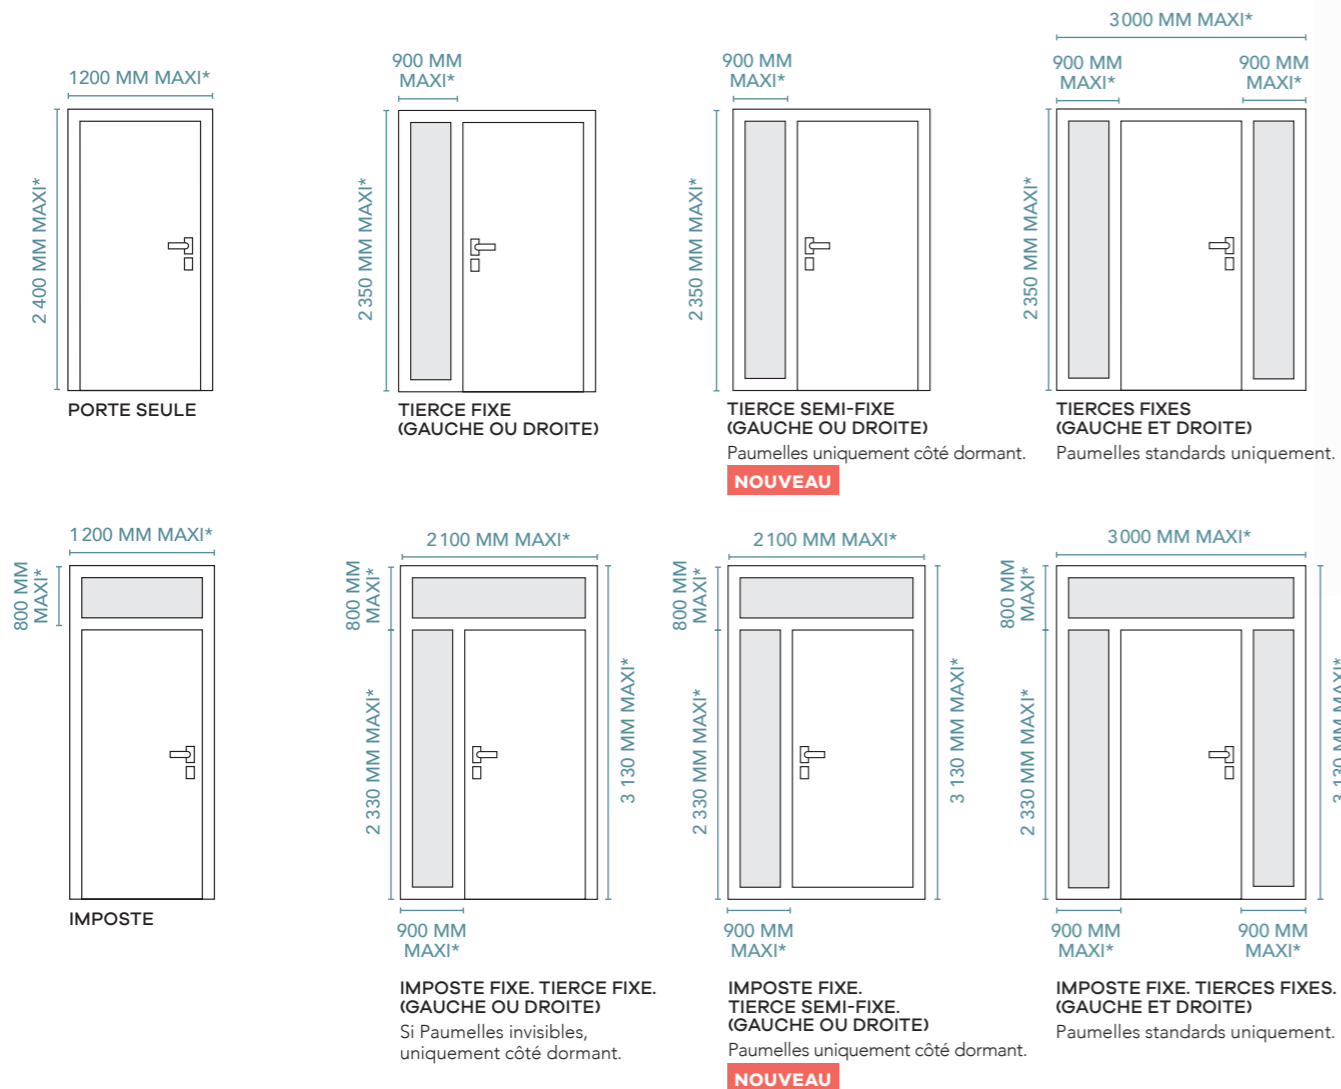 3000 MM MAXI*
1200 MM MAXI*
900 MM
MAXI*
900 MM
MAXI*
900 MM
MAXI*
900 MM
MAXI*
2 400 MM MAXI*
2 350 MM MAXI*
2 350 MM MAXI*
2 350 MM MAXI*
PORTE SEULE
TIERCE FIXE
(GAUCHE OU DROITE)
TIERCE SEMI-FIXE
(GAUCHE OU DROITE)
Paumelles uniquement côté dormant.
NOUVEAU
TIERCES FIXES
(GAUCHE ET DROITE)
Paumelles standards uniquement.
1200 MM MAXI*
800 MM
MAXI*
IMPOSTE
2100 MM MAXI*
800 MM
MAXI*
2 330 MM MAXI*
3 130 MM MAXI*
900 MM
MAXI*
IMPOSTE FIXE. TIERCE FIXE.
(GAUCHE OU DROITE)
Si Paumelles invisibles,
uniquement côté dormant.
2100 MM MAXI*
800 MM
MAXI*
2 330 MM MAXI*
3 130 MM MAXI*
900 MM
MAXI*
IMPOSTE FIXE.
TIERCE SEMI-FIXE.
(GAUCHE OU DROITE)
Paumelles uniquement côté dormant.
NOUVEAU
3000 MM MAXI*
800 MM
MAXI*
2 330 MM MAXI*
3 130 MM MAXI*
900 MM
MAXI*
900 MM
MAXI*
IMPOSTE FIXE. TIERCES FIXES.
(GAUCHE ET DROITE)
Paumelles standards uniquement.